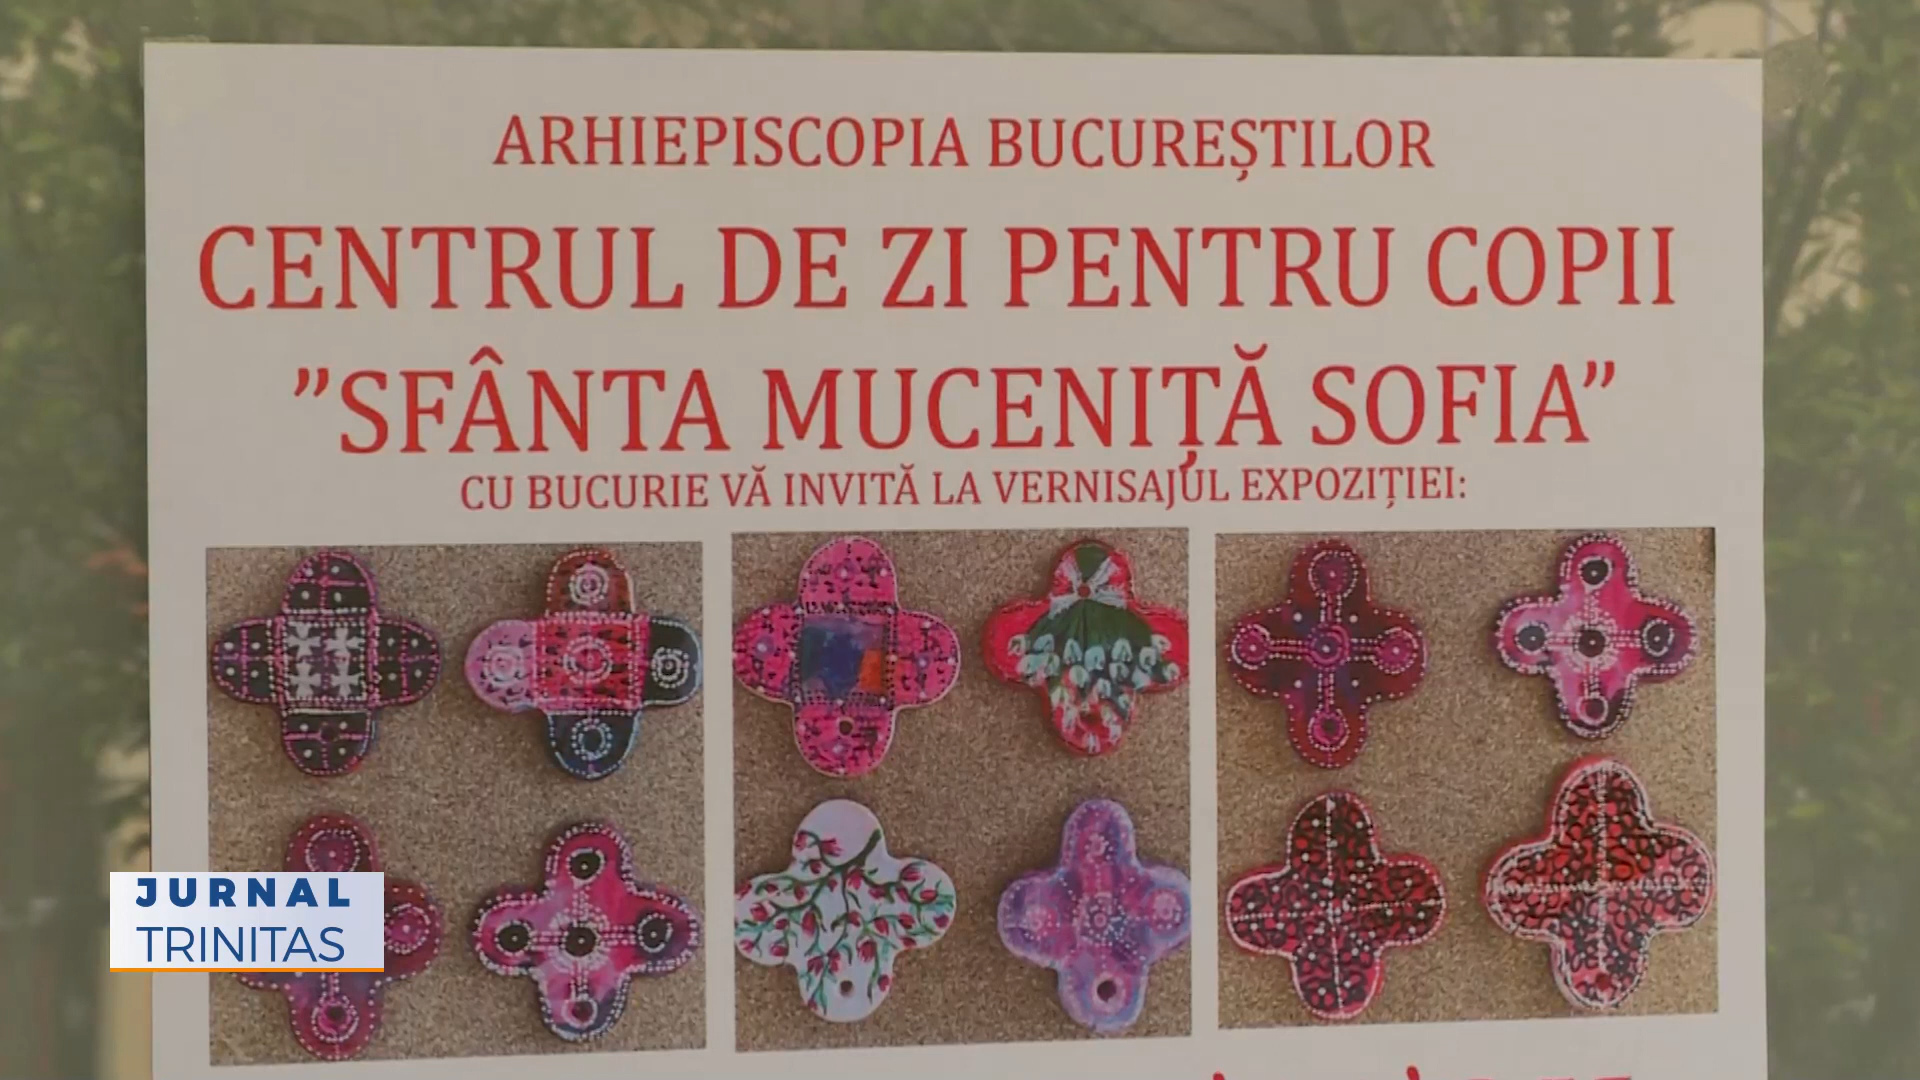 ARHIEPISCOPIA BUCUREȘTILOR
CENTRUL DE ZI PENTRU COPII
”SFÂNTA MUCENIȚĂ SOFIA”
CU BUCURIE VĂ INVITĂ LA VERNISAJUL EXPOZIȚIEI:
JURNAL
TRINITAS